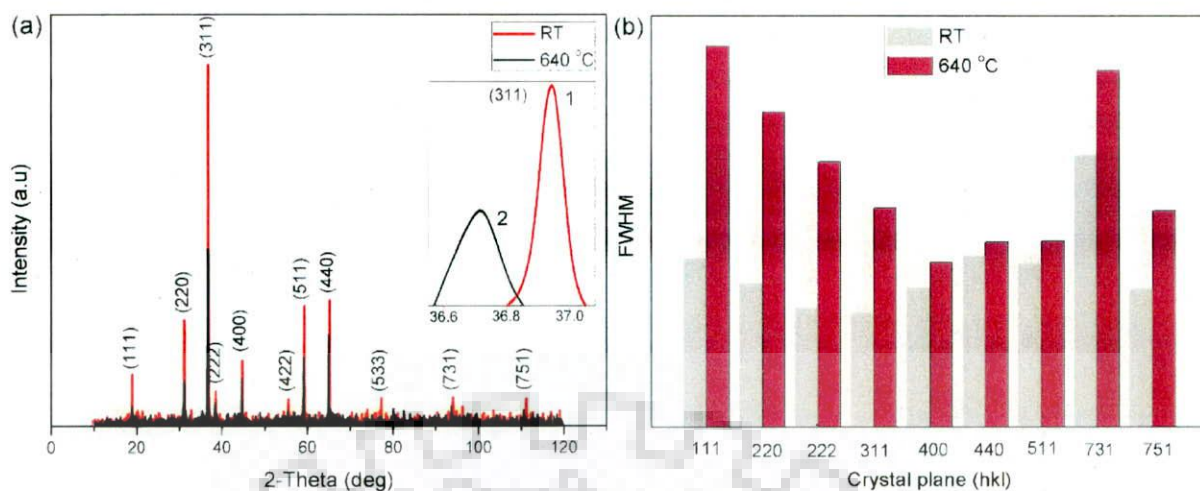 (a)
(311)
RT
640 °C
(311)
1
2
36.6 36.8 37.0
(111)
(220)
(222)
(400)
(422)
(511)
(440)
(533)
(731)
(751)
Intensity (a.u)
0 20 40 60 80 100 120
2-Theta (deg)
(b)
RT
640 °C
FWHM
111 220 222 311 400 440 511 731 751
Crystal plane (hkl)